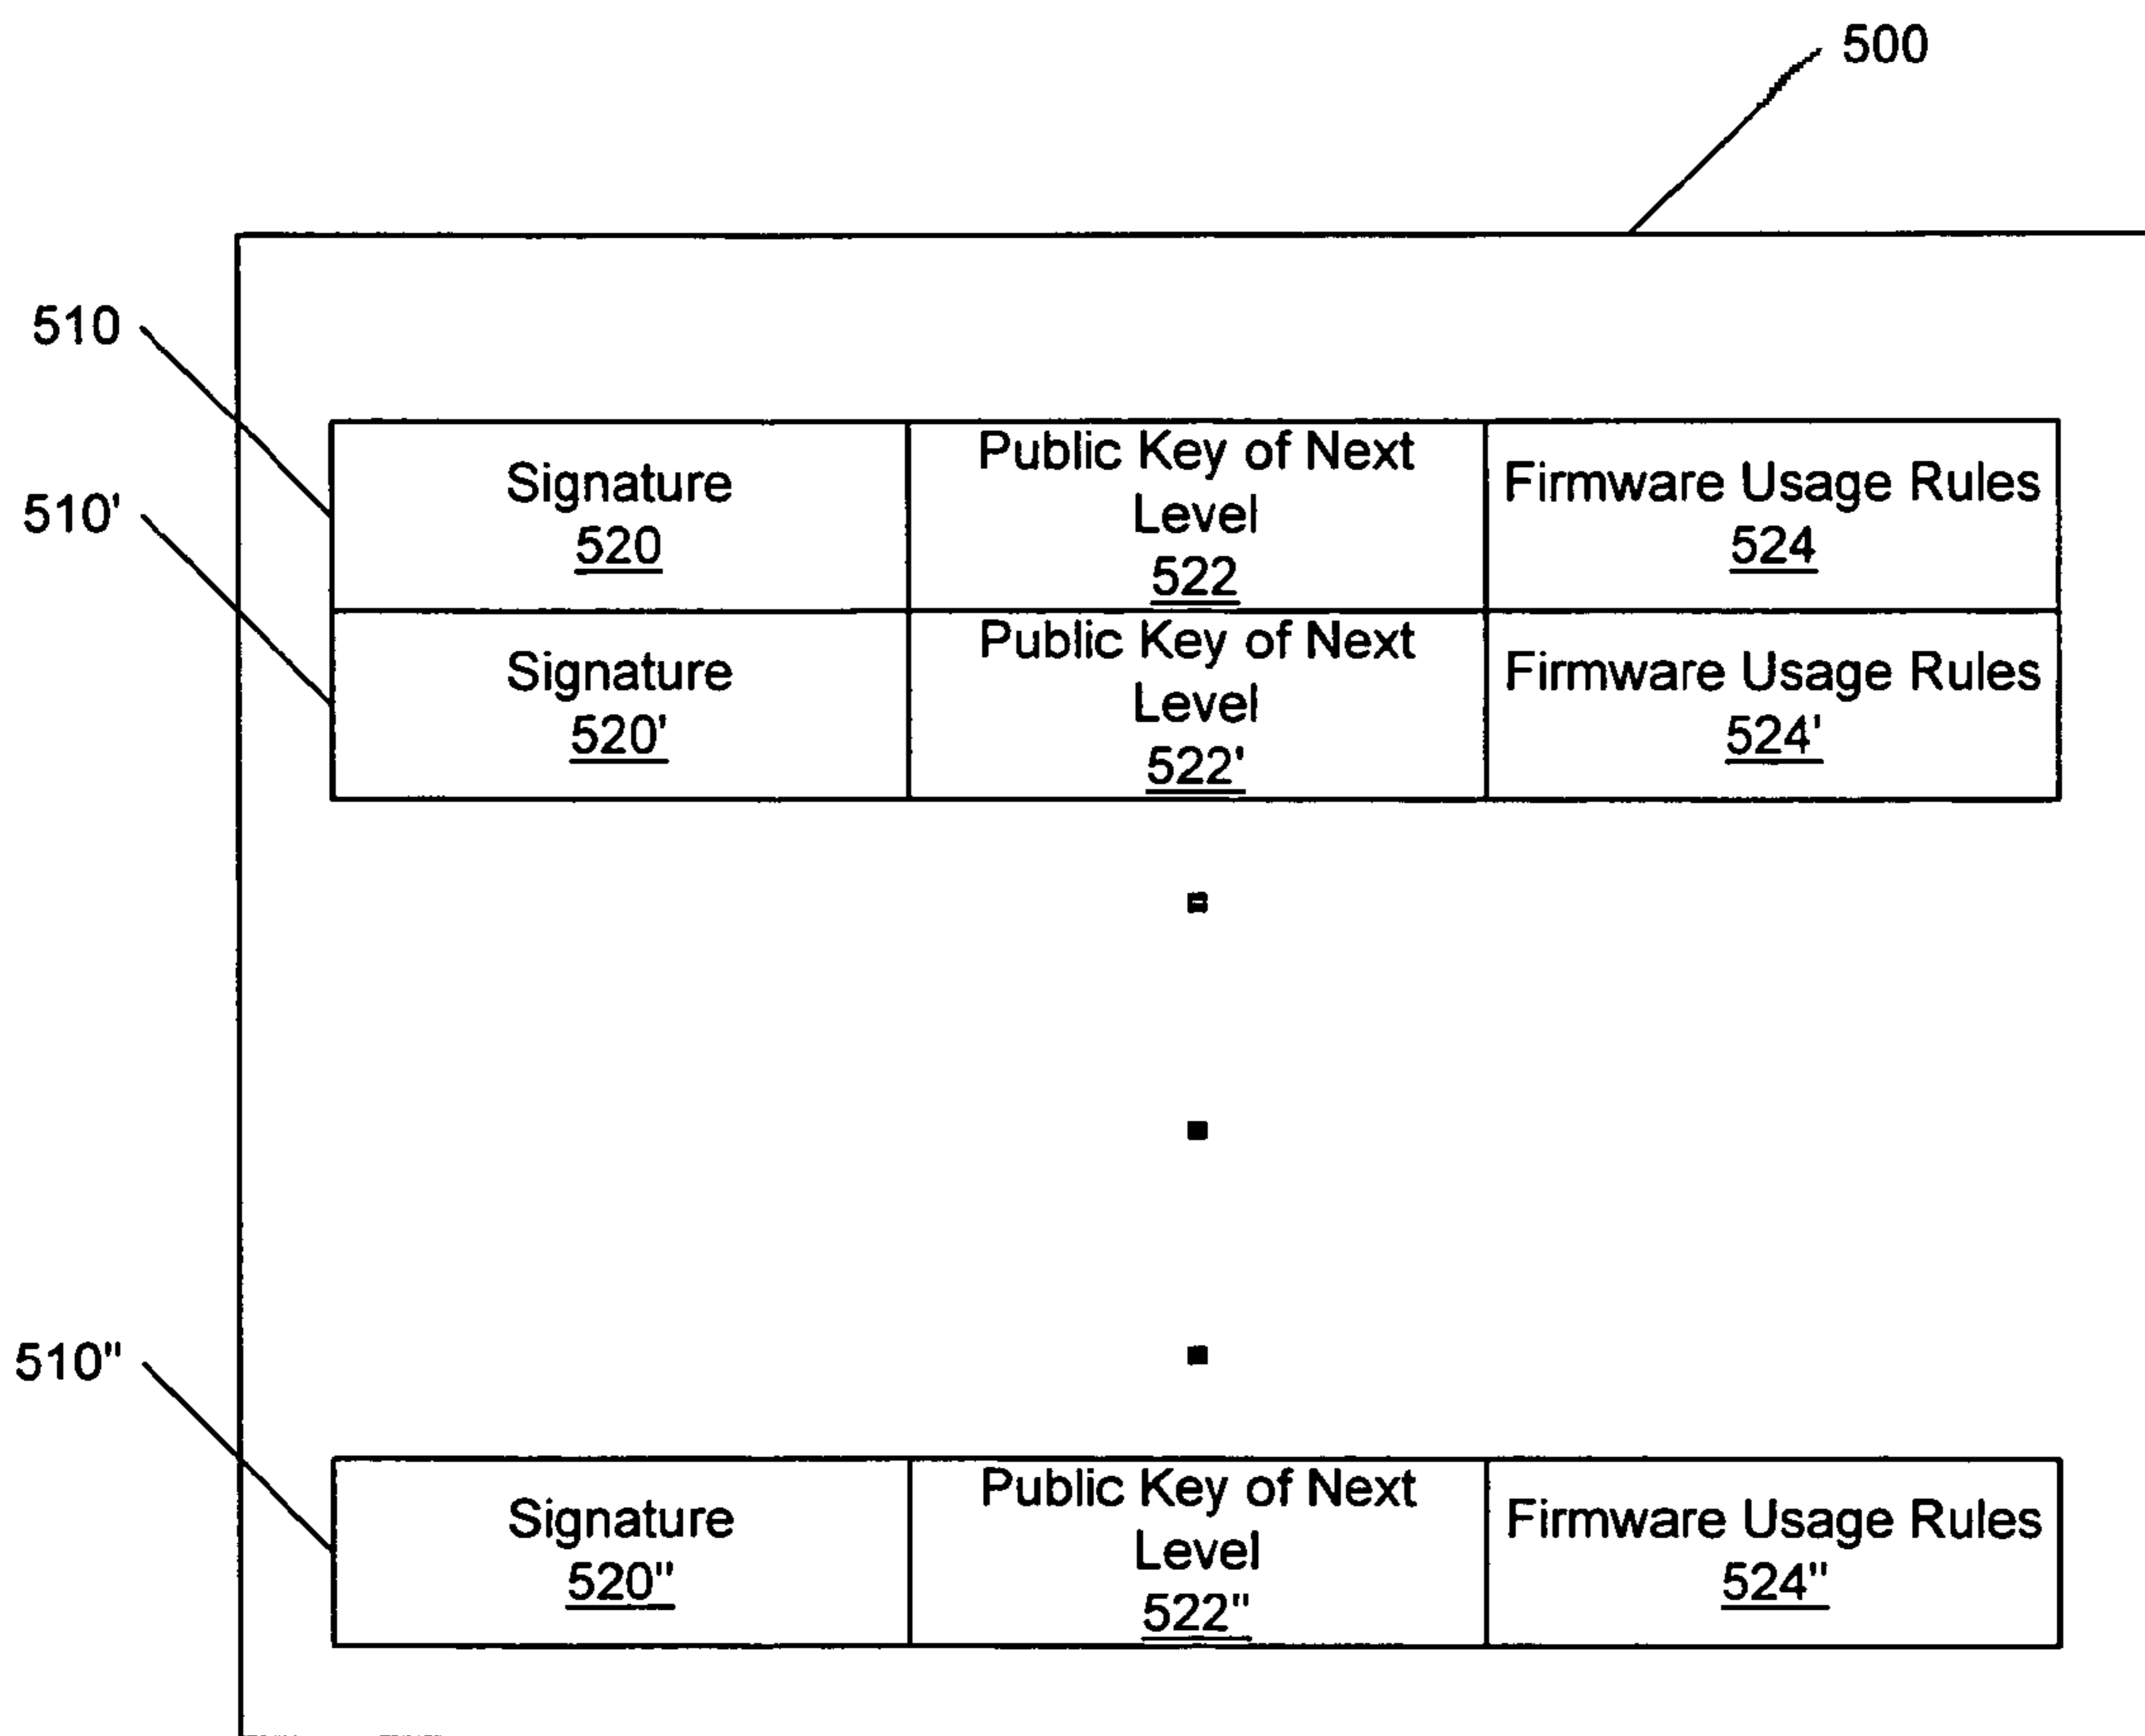 500
510
Signature
520
Public Key of Next
Level
522
Firmware Usage Rules
524
510'
Signature
520'
Public Key of Next
Level
522'
Firmware Usage Rules
524'
510"
Signature
520"
Public Key of Next
Level
522"
Firmware Usage Rules
524"